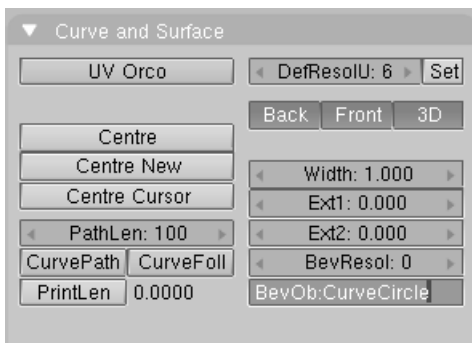 Curve and Surface
UV Orco
DefResolU: 6 Set
Back Front 3D
Centre
Centre New
Centre Cursor
Width: 1.000
Ext1: 0.000
PathLen: 100
Ext2: 0.000
CurvePath CurveFoll
BevResol: 0
PrintLen 0.0000
BevOb:CurveCircle